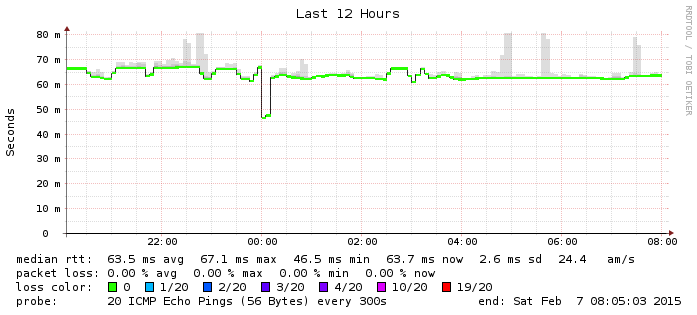 Last 12 Hours
RRDTOOL / TOBI OETIKER
Seconds
80 m
70 m
60 m
50 m
40 m
30 m
20 m
10 m
0
22:00 00:00 02:00 04:00 06:00 08:00
median rtt: 63.5 ms avg 67.1 ms max 46.5 ms min 63.7 ms now 2.6 ms sd 24.4 am/s
packet loss: 0.00 % avg 0.00 % max 0.00 % min 0.00 % now
loss color: 0 1/20 2/20 3/20 4/20 10/20 19/20
probe: 20 ICMP Echo Pings (56 Bytes) every 300s end: Sat Feb 7 08:05:03 2015